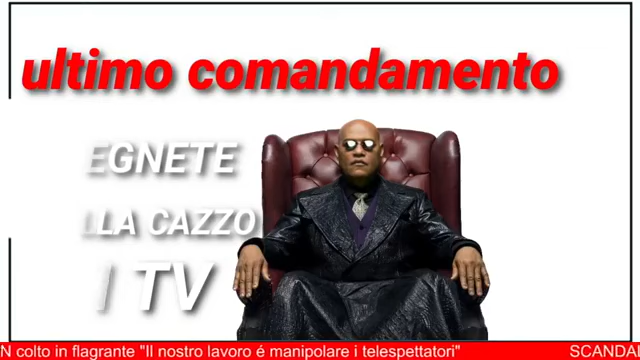 ultimo comandamento
EGNETE
LLA CAZZO
I TV
N colto in flagrante "Il nostro lavoro é manipolare i telespettatori" SCANDA